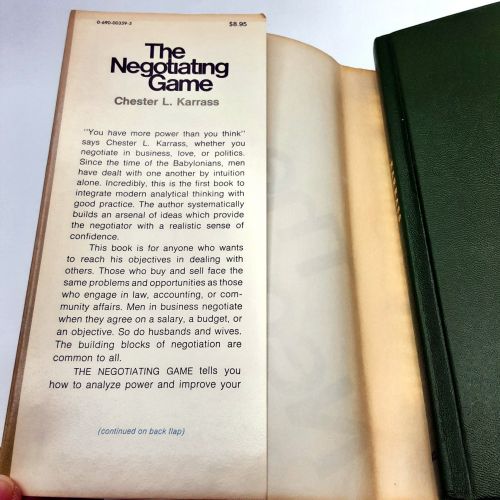 0-690-00359-3
$8.95
The
Negotiating
Game
Chester L. Karrass
"You have more power than you think"
says Chester L. Karrass, whether you
negotiate in business, love, or politics.
Since the time of the Babylonians, men
have dealt with one another by intuition
alone. Incredibly, this is the first book to
integrate modern analytical thinking with
good practice. The author systematically
builds an arsenal of ideas which provide
the negotiator with a realistic sense of
confidence.
This book is for anyone who wants
to reach his objectives in dealing with
others. Those who buy and sell face the
same problems and opportunities as those
who engage in law, accounting, or com-
munity affairs. Men in business negotiate
when they agree on a salary, a budget, or
an objective. So do husbands and wives.
The building blocks of negotiation are
common to all.
THE NEGOTIATING GAME tells you
how to analyze power and improve your
(continued on back flap)